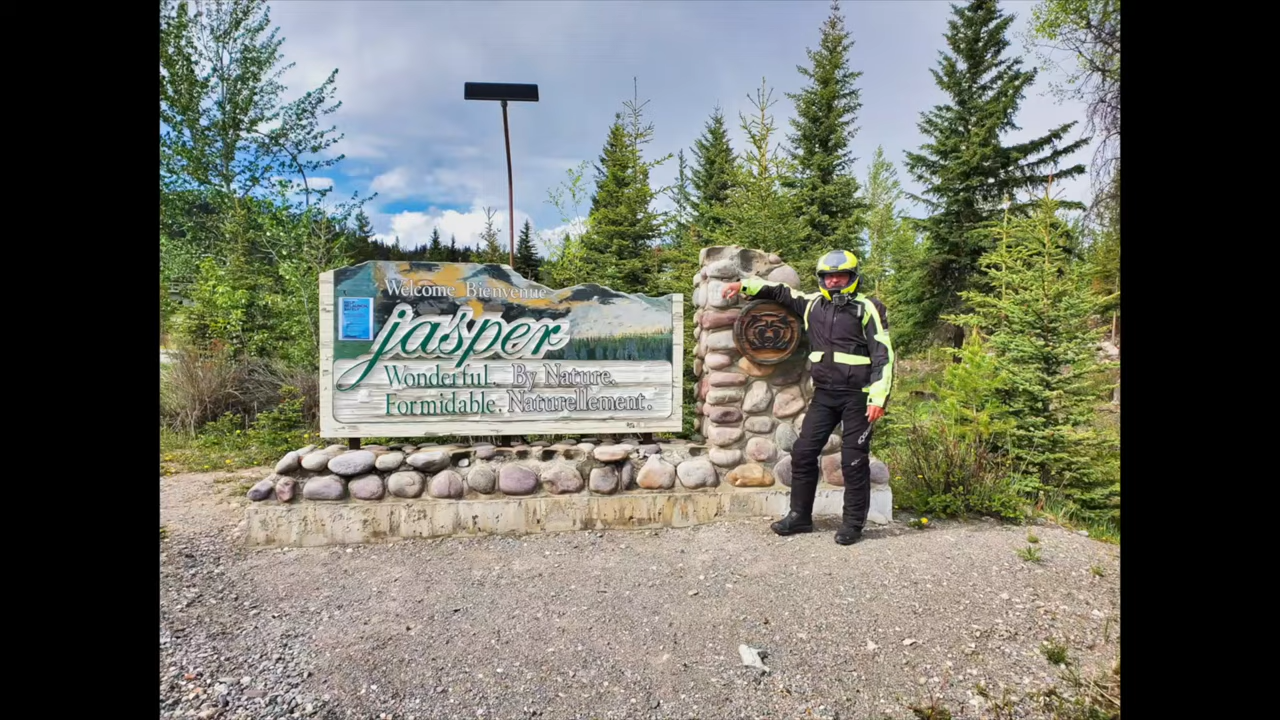 Welcome Bienvenue
jasper
Wonderful. By Nature.
Formidable. Naturellement.